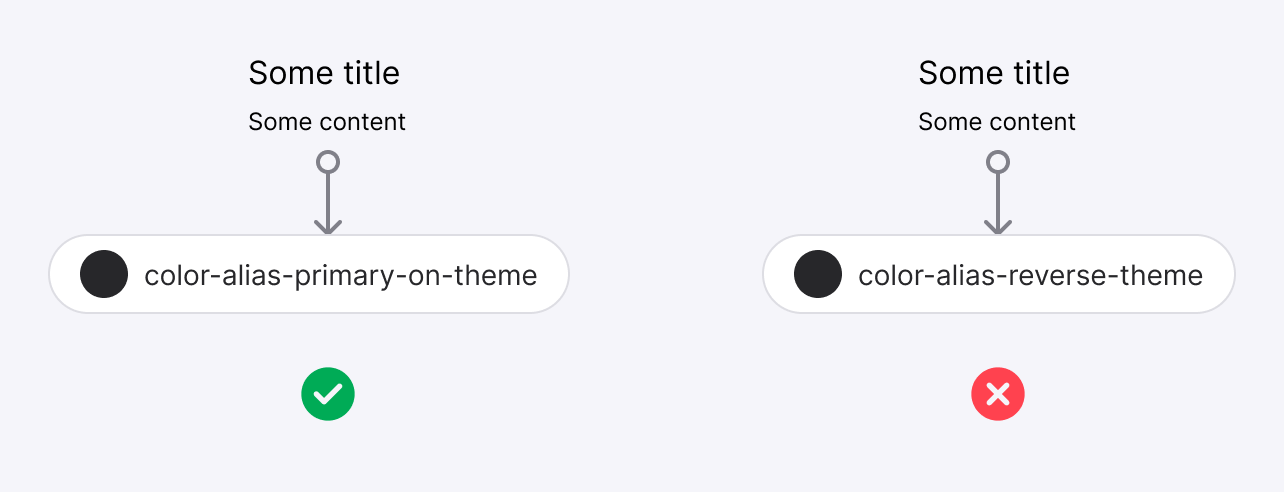 Some title
Some content
color-alias-primary-on-theme
Some title
Some content
color-alias-reverse-theme